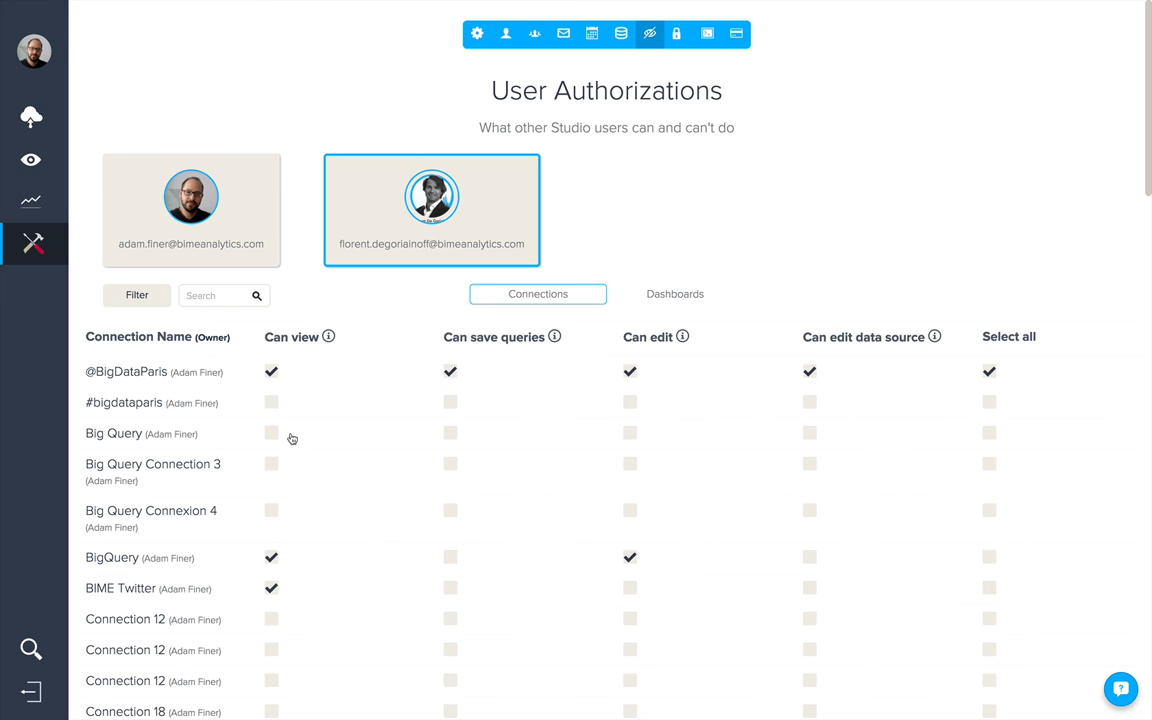 User Authorizations
What other Studio users can and can't do
adam.finer@bimeanalytics.com
florent.degoriainoff@bimeanalytics.com
Filter
Search
Connections
Dashboards
Connection Name (Owner) Can view Can save queries Can edit Can edit data source Select all
@BigDataParis (Adam Finer)
#bigdataparis (Adam Finer)
Big Query (Adam Finer)
Big Query Connection 3
(Adam Finer)
Big Query Connexion 4
(Adam Finer)
BigQuery (Adam Finer)
BIME Twitter (Adam Finer)
Connection 12 (Adam Finer)
Connection 12 (Adam Finer)
Connection 12 (Adam Finer)
Connection 18 (Adam Finer)